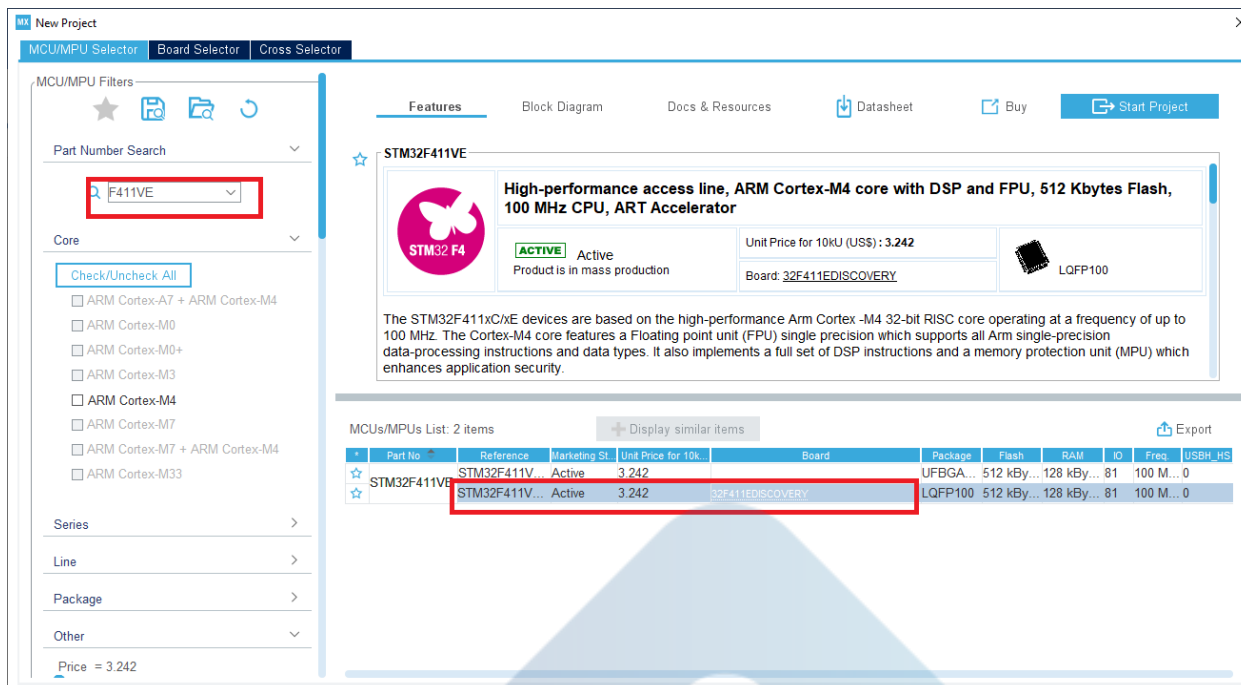 MX New Project
MCU/MPU Selector Board Selector Cross Selector
MCU/MPU Filters
Part Number Search
F411VE
Core
Check/Uncheck All
ARM Cortex-A7 + ARM Cortex-M4
ARM Cortex-M0
ARM Cortex-M0+
ARM Cortex-M3
ARM Cortex-M4
ARM Cortex-M7
ARM Cortex-M7 + ARM Cortex-M4
ARM Cortex-M33
Series
Line
Package
Other
Price = 3.242
Features Block Diagram Docs & Resources Datasheet Buy Start Project
STM32F411VE
STM32 F4
High-performance access line, ARM Cortex-M4 core with DSP and FPU, 512 Kbytes Flash,
100 MHz CPU, ART Accelerator
ACTIVE Active
Product is in mass production
Unit Price for 10kU (US$) : 3.242
Board: 32F411EDISCOVERY
LQFP100
The STM32F411xC/xE devices are based on the high-performance Arm Cortex -M4 32-bit RISC core operating at a frequency of up to
100 MHz. The Cortex-M4 core features a Floating point unit (FPU) single precision which supports all Arm single-precision
data-processing instructions and data types. It also implements a full set of DSP instructions and a memory protection unit (MPU) which
enhances application security.
MCUs/MPUs List: 2 items + Display similar items Export
* Part No Reference Marketing St... Unit Price for 10k... Board Package Flash RAM IO Freq. USBH_HS
STM32F411VE
STM32F411V... Active 3.242 UFBGA... 512 kBy... 128 kBy... 81 100 M... 0
STM32F411V... Active 3.242 32F411EDISCOVERY LQFP100 512 kBy... 128 kBy... 81 100 M... 0